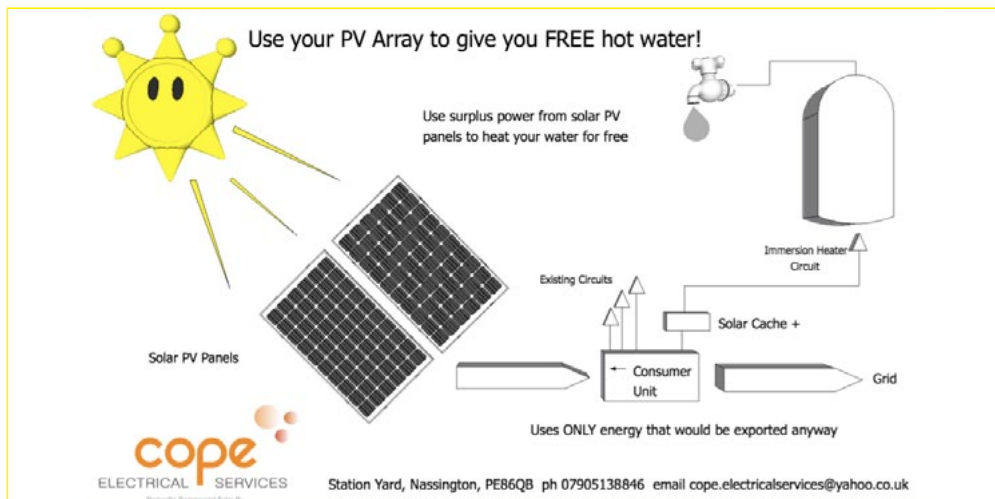 Use your PV Array to give you FREE hot water!
Use surplus power from solar PV
panels to heat your water for free
Immersion Heater
Circuit
Existing Circuits
Solar Cache +
Solar PV Panels
← Consumer
Unit
Grid
Uses ONLY energy that would be exported anyway
cope
ELECTRICAL SERVICES
Station Yard, Nassington, PE86QB ph 07905138846 email cope.electricalservices@yahoo.co.uk